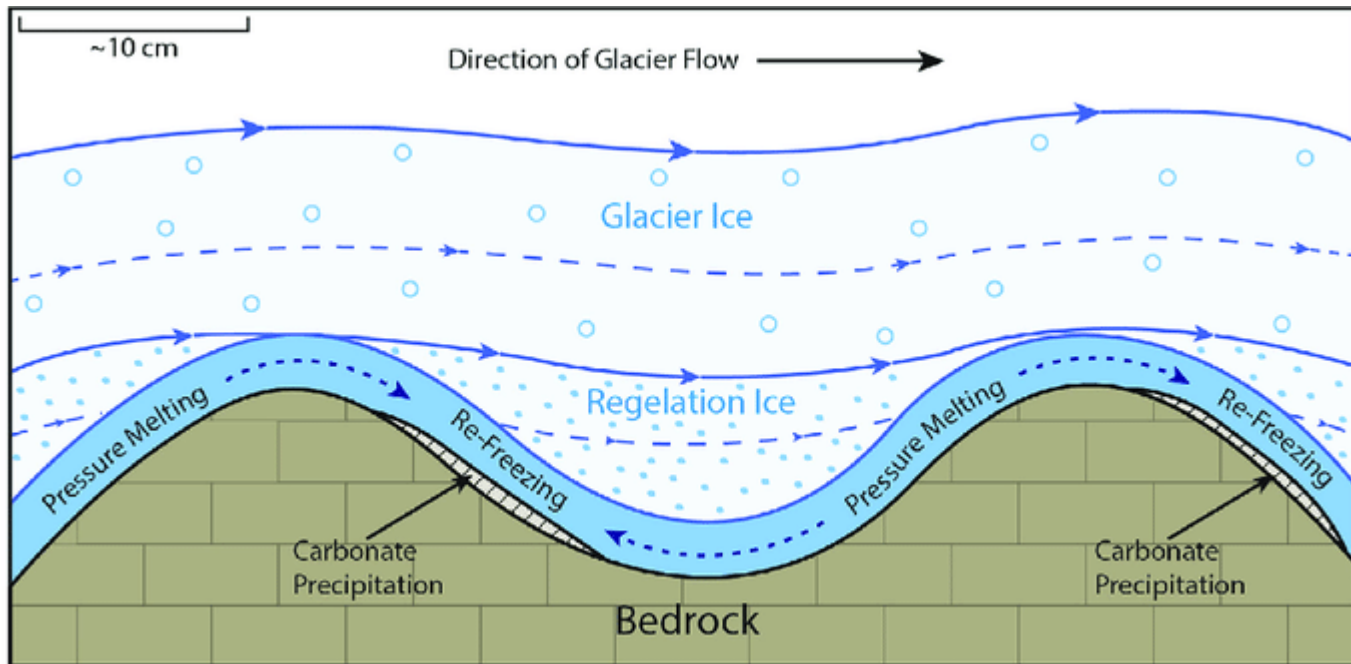 ~10 cm
Direction of Glacier Flow
Glacier Ice
Regelation Ice
Pressure Melting
Re-Freezing
Pressure Melting
Re-Freezing
Carbonate
Precipitation
Carbonate
Precipitation
Bedrock